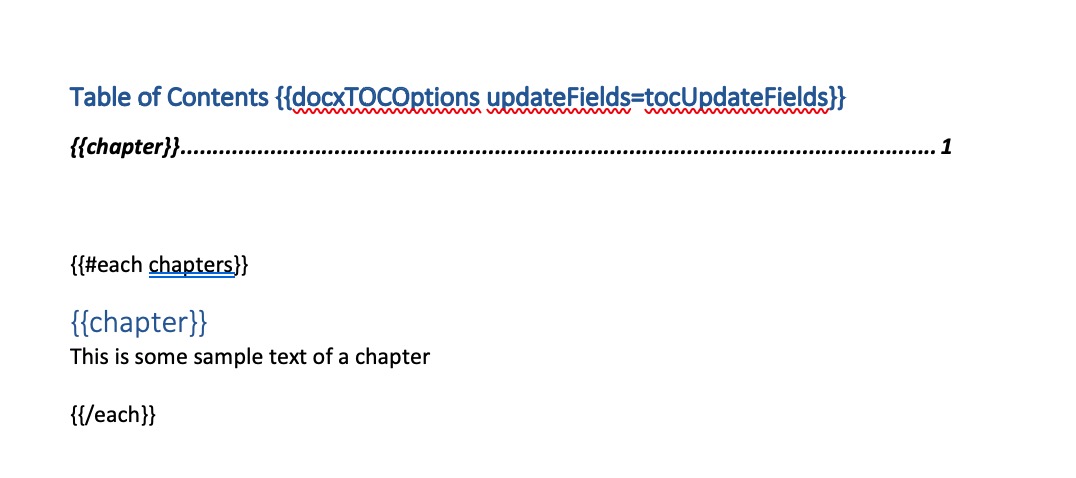 Table of Contents {{docxTOCOptions updateFields=tocUpdateFields}}
{{chapter}}.................................................................................................................. 1
{{#each chapters}}
{{chapter}}
This is some sample text of a chapter
{{/each}}